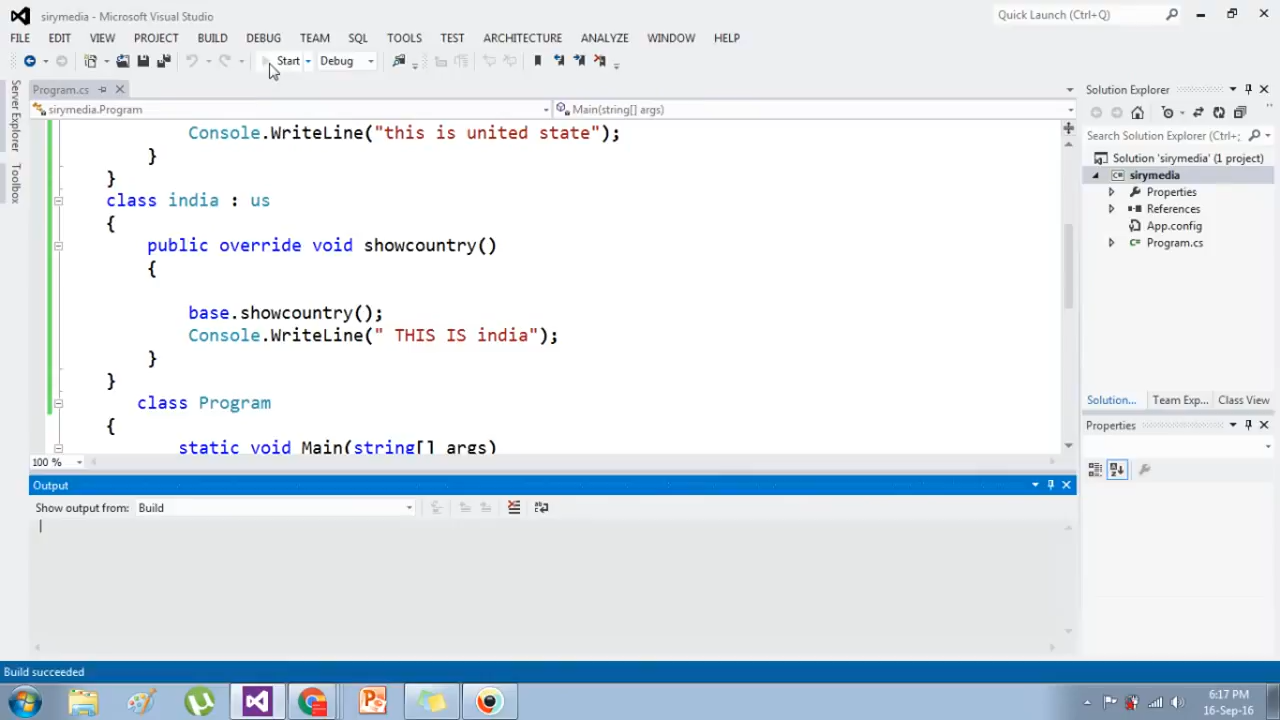 sirymedia - Microsoft Visual Studio
Quick Launch (Ctrl+Q)
FILE EDIT VIEW PROJECT BUILD DEBUG TEAM SQL TOOLS TEST ARCHITECTURE ANALYZE WINDOW HELP
Start Debug
Server Explorer
Toolbox
Program.cs
sirymedia.Program
Main(string[] args)
Console.WriteLine("this is united state");
}
}
class india : us
{
public override void showcountry()
{
base.showcountry();
Console.WriteLine(" THIS IS india");
}
}
class Program
{
static void Main(string[] args)
100 %
Output
Show output from: Build
Build succeeded
Solution Explorer
Search Solution Explorer (Ctrl+;
Solution 'sirymedia' (1 project)
sirymedia
Properties
References
App.config
Program.cs
Solution... Team Exp... Class View
Properties
6:17 PM
16-Sep-16